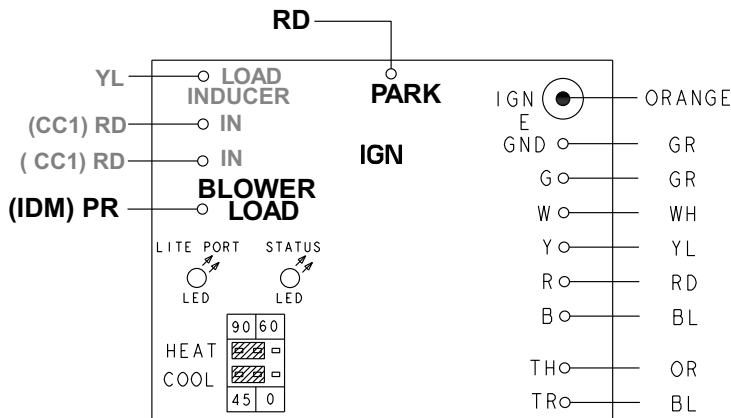 RD
YL LOAD
INDUCER
PARK
IGN ORANGE
E
(CC1) RD IN
GND GR
( CC1) RD IN
IGN
G GR
BLOWER
(IDM) PR LOAD
W WH
LITE PORT STATUS
Y YL
LED LED
R RD
B BL
90 60
HEAT
COOL
45 0
TH OR
TR BL